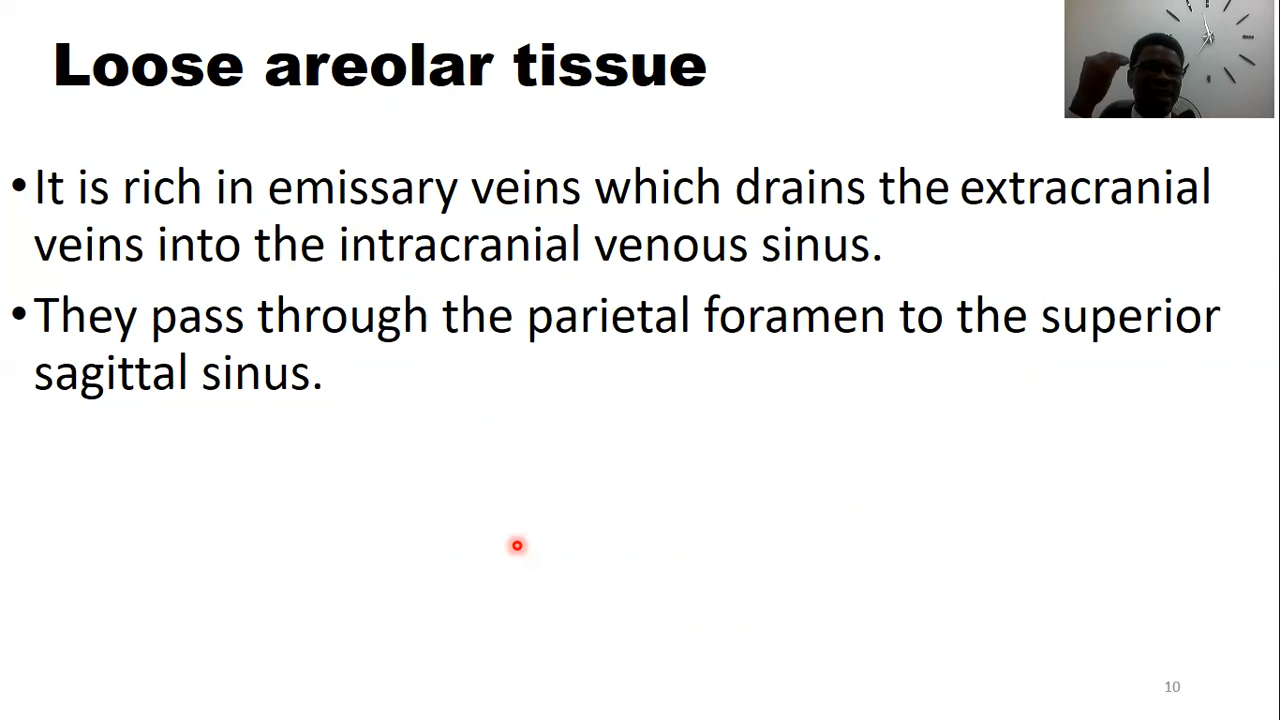 Loose areolar tissue
•It is rich in emissary veins which drains the extracranial
veins into the intracranial venous sinus.
•They pass through the parietal foramen to the superior
sagittal sinus.
10